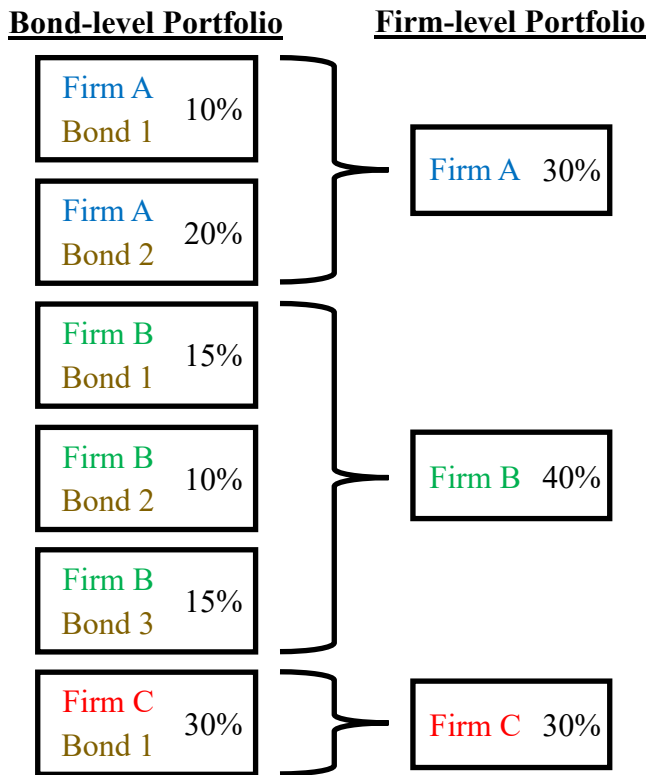 Bond-level Portfolio
Firm-level Portfolio
Firm A
Bond 1
10%
Firm A
Bond 2
20%
Firm A 30%
Firm B
Bond 1
15%
Firm B
Bond 2
10%
Firm B
Bond 3
15%
Firm B 40%
Firm C
Bond 1
30%
Firm C 30%